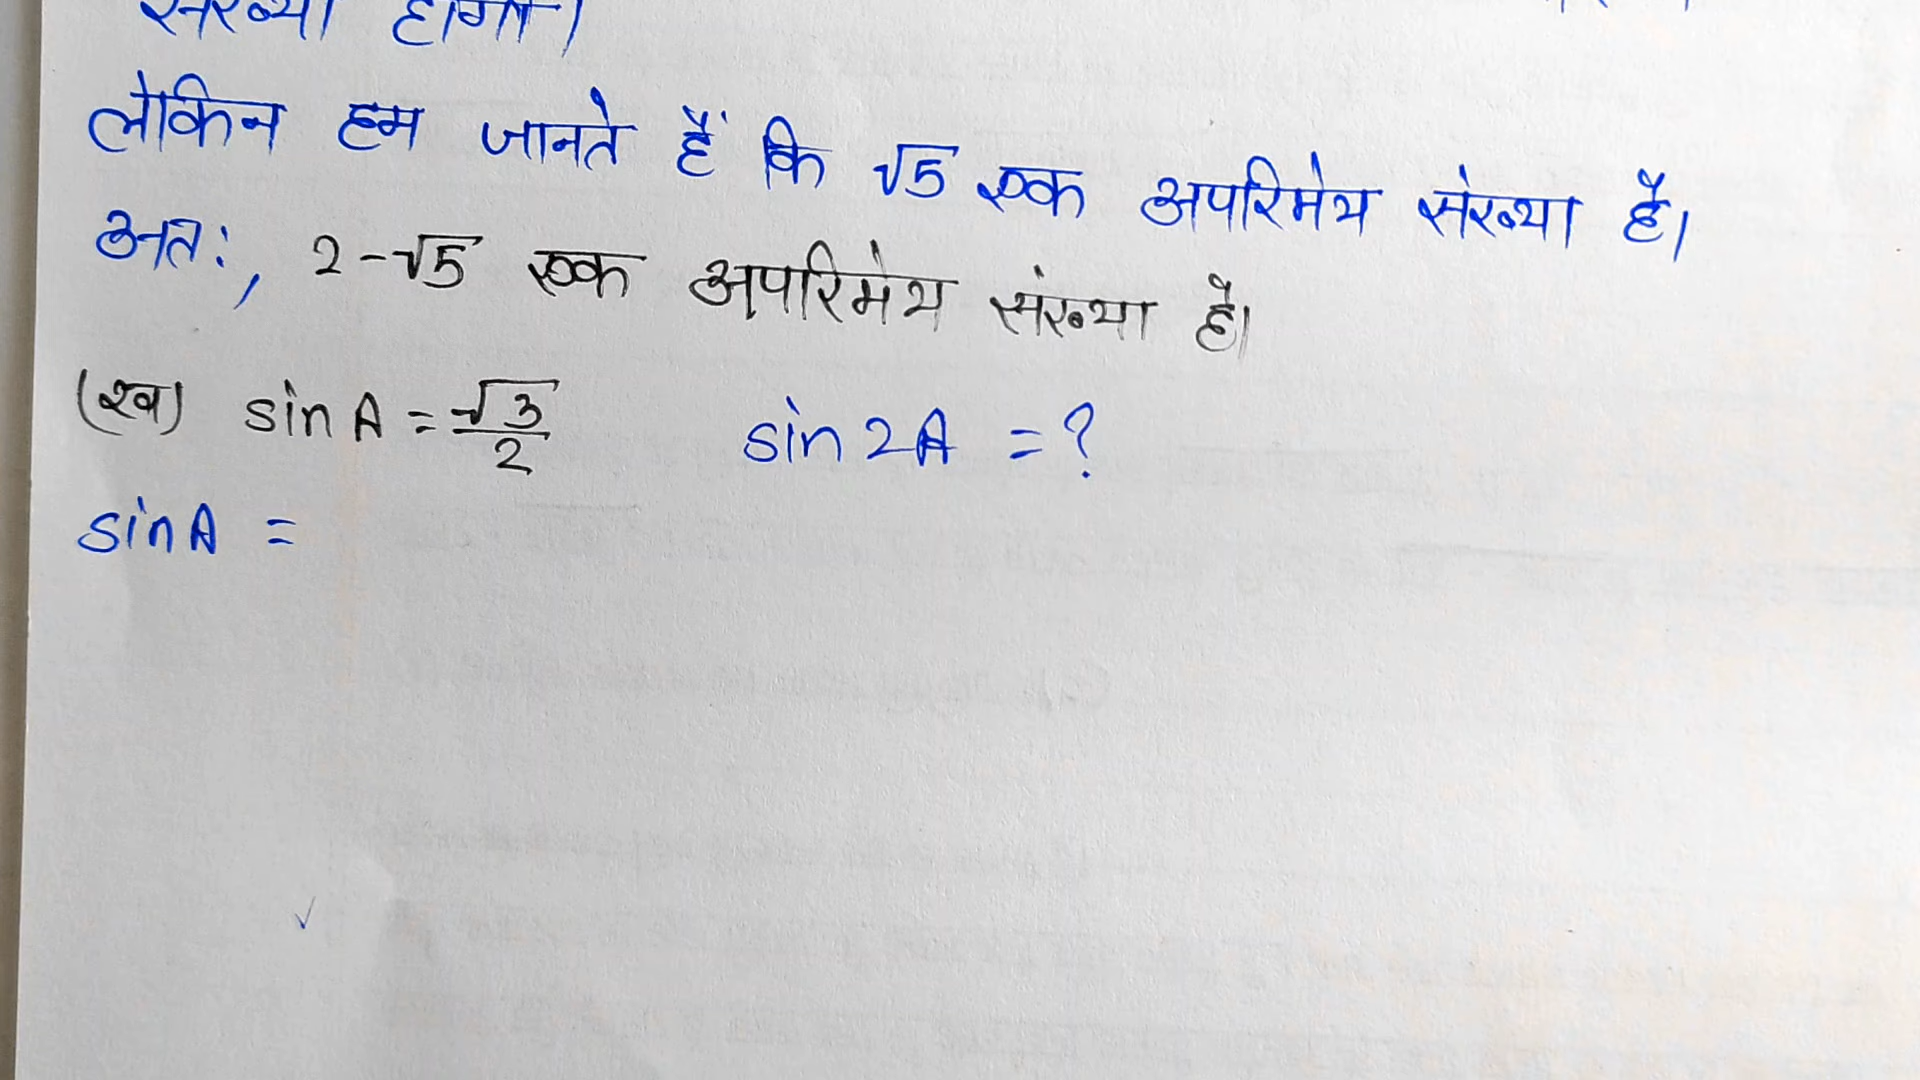 संख्या होगी।
लेकिन हम जानते हैं कि √5 एक अपरिमेय संख्या है।
अतः, 2-√5 एक अपरिमेय संख्या है।
(ख) sin A = √3/2 sin 2A = ?
sin A =